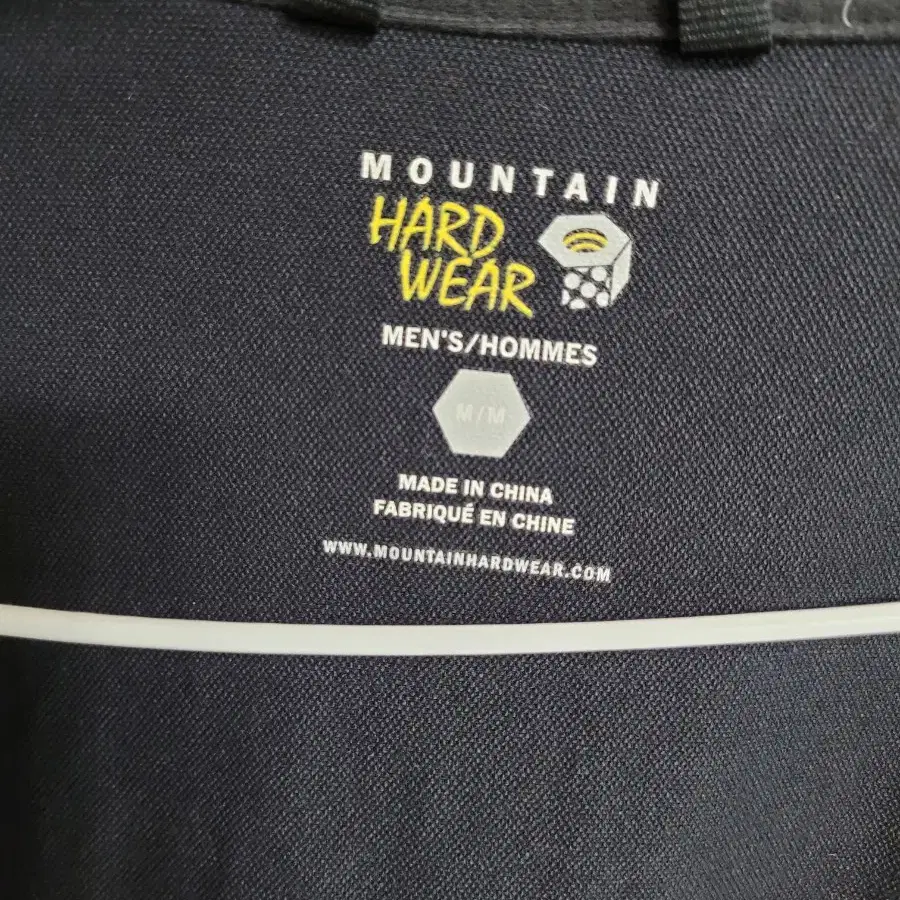 MOUNTAIN
HARD
WEAR
MEN'S/HOMMES
M/M
MADE IN CHINA
FABRIQUÉ EN CHINE
WWW.MOUNTAINHARDWEAR.COM